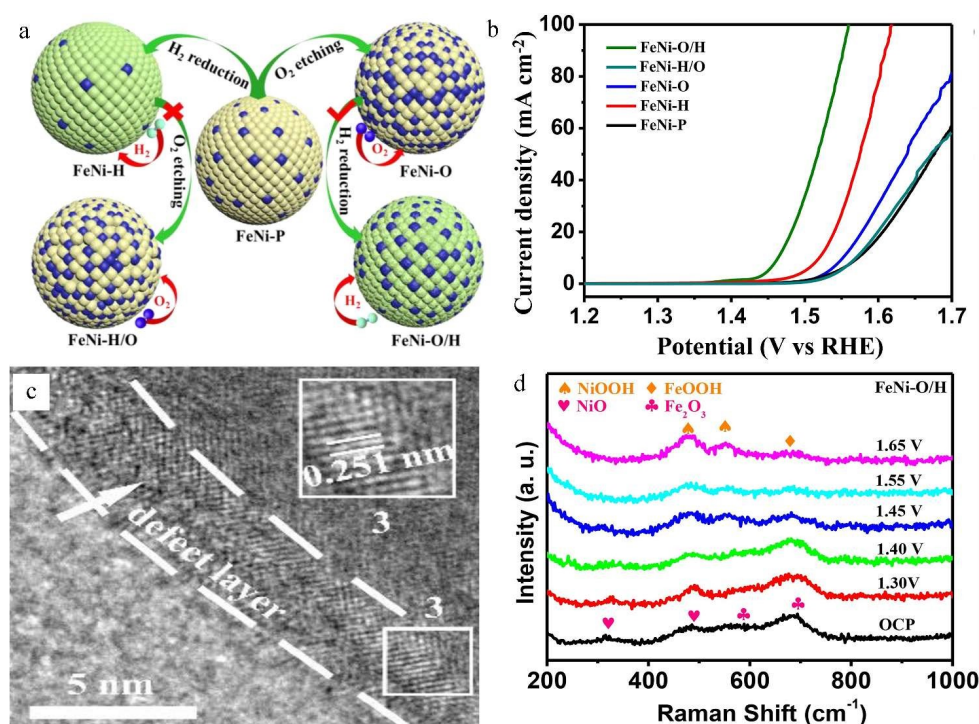 a
H₂ reduction
O₂ etching
H₂
O₂
FeNi-H
O₂ etching
FeNi-P
H₂ reduction
FeNi-O
O₂
H₂
FeNi-H/O
FeNi-O/H
b
FeNi-O/H
FeNi-H/O
FeNi-O
FeNi-H
FeNi-P
Current density (mA cm⁻²)
100
80
60
40
20
0
1.2 1.3 1.4 1.5 1.6 1.7
Potential (V vs RHE)
c
0.251 nm
3
defect layer
3
5 nm
d
♠ NiOOH ♦ FeOOH FeNi-O/H
♥ NiO ♣ Fe₂O₃
1.65 V
1.55 V
1.45 V
1.40 V
1.30V
OCP
Intensity (a. u.)
200 400 600 800 1000
Raman Shift (cm⁻¹)